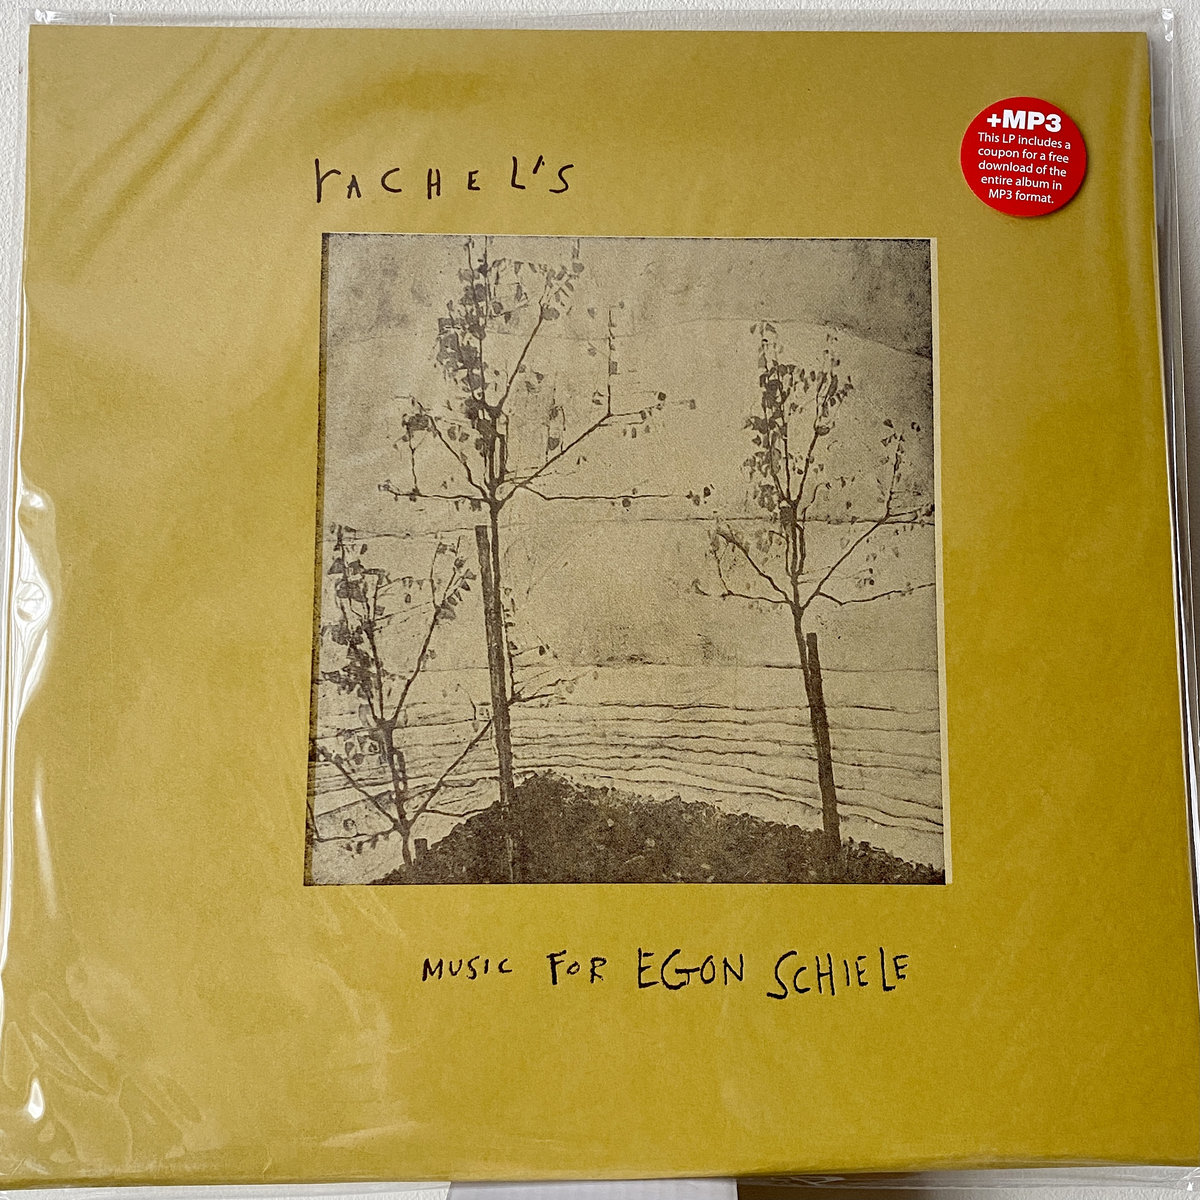 rACHEL'S
+MP3
This LP includes a
coupon for a free
download of the
entire album in
MP3 format.
MUSIC FOR EGON SCHIELE